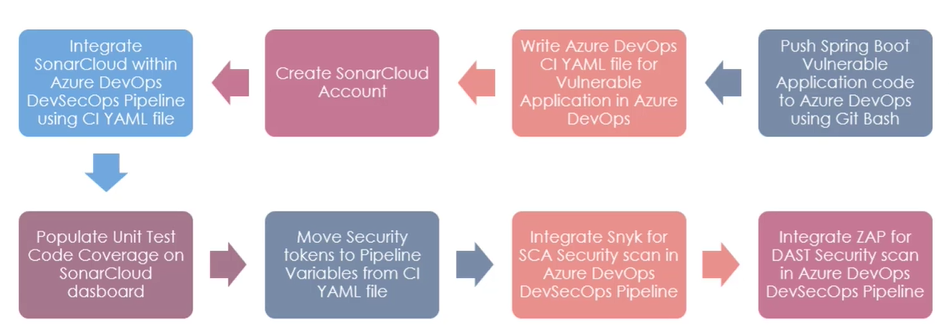 Integrate
SonarCloud within
Azure DevOps
DevSecOps Pipeline
using CI YAML file
Create SonarCloud
Account
Write Azure DevOps
CI YAML file for
Vulnerable
Application in Azure
DevOps
Push Spring Boot
Vulnerable
Application code
to Azure DevOps
using Git Bash
Populate Unit Test
Code Coverage on
SonarCloud
dasboard
Move Security
tokens to Pipeline
Variables from CI
YAML file
Integrate Snyk for
SCA Security scan in
Azure DevOps
DevSecOps Pipeline
Integrate ZAP for
DAST Security scan
in Azure DevOps
DevSecOps Pipeline